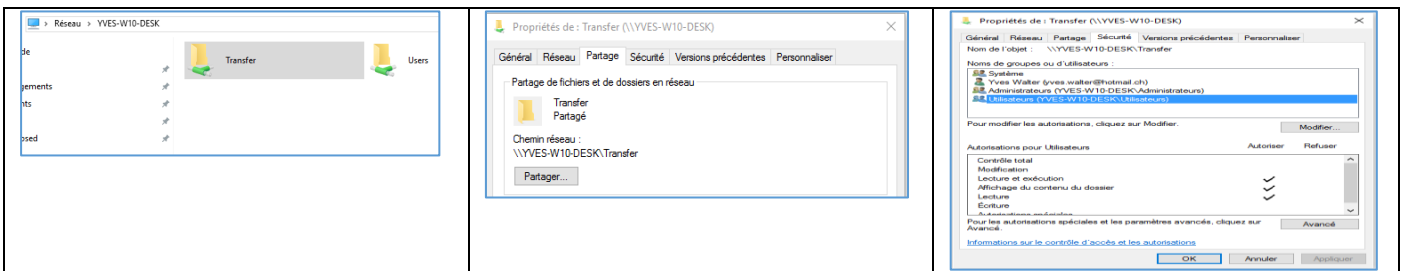 > Réseau > YVES-W10-DESK
de
gements
nts
osed
Transfer
Users
Propriétés de : Transfer (\\YVES-W10-DESK)
Général Réseau Partage Sécurité Versions précédentes Personnaliser
Partage de fichiers et de dossiers en réseau
Transfer
Partagé
Chemin réseau :
\\YVES-W10-DESK\Transfer
Partager...
Propriétés de : Transfer (\\YVES-W10-DESK)
Général Réseau Partage Sécurité Versions précédentes Personnaliser
Nom de l'objet : \\YVES-W10-DESK\Transfer
Noms de groupes ou d'utilisateurs :
Système
Yves Walter (yves.walter@hotmail.ch)
Administrateurs (YVES-W10-DESK\Administrateurs)
Utilisateurs (YVES-W10-DESK\Utilisateurs)
Pour modifier les autorisations, cliquez sur Modifier.
Modifier...
Autorisations pour Utilisateurs Autoriser Refuser
Contrôle total
Modification
Lecture et exécution
Affichage du contenu du dossier
Lecture
Écriture
Autorisations spéciales
Pour les autorisations spéciales et les paramètres avancés, cliquez sur
Avancé.
Avancé
Informations sur le contrôle d'accès et les autorisations
OK Annuler Appliquer